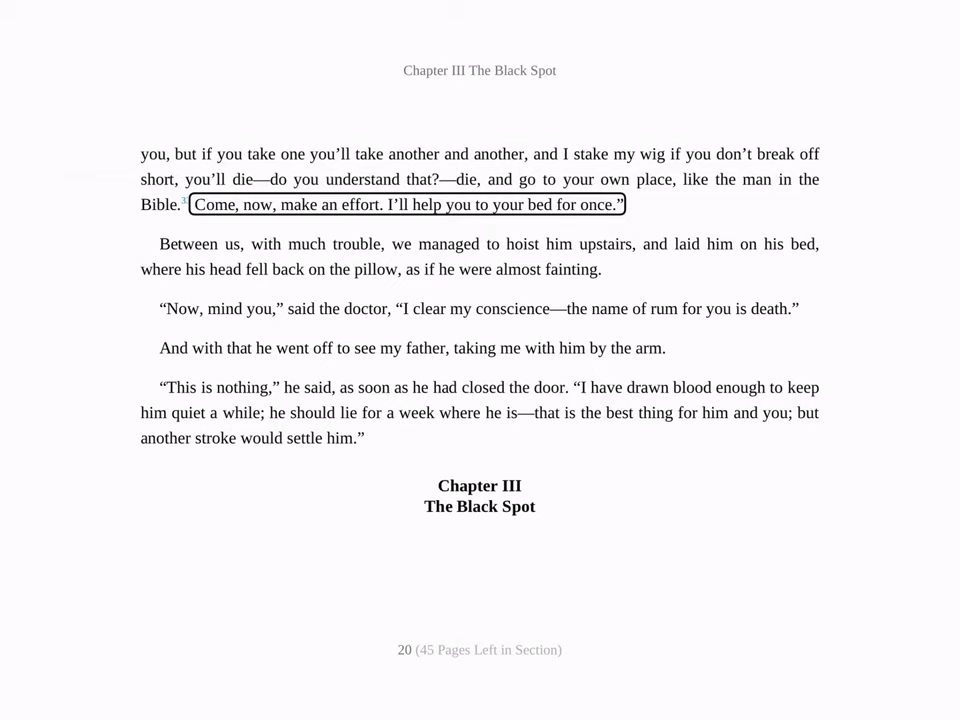 Chapter III The Black Spot
you, but if you take one you’ll take another and another, and I stake my wig if you don’t break off
short, you’ll die—do you understand that?—die, and go to your own place, like the man in the
Bible.3 Come, now, make an effort. I’ll help you to your bed for once.”
Between us, with much trouble, we managed to hoist him upstairs, and laid him on his bed,
where his head fell back on the pillow, as if he were almost fainting.
“Now, mind you,” said the doctor, “I clear my conscience—the name of rum for you is death.”
And with that he went off to see my father, taking me with him by the arm.
“This is nothing,” he said, as soon as he had closed the door. “I have drawn blood enough to keep
him quiet a while; he should lie for a week where he is—that is the best thing for him and you; but
another stroke would settle him.”
Chapter III
The Black Spot
20 (45 Pages Left in Section)